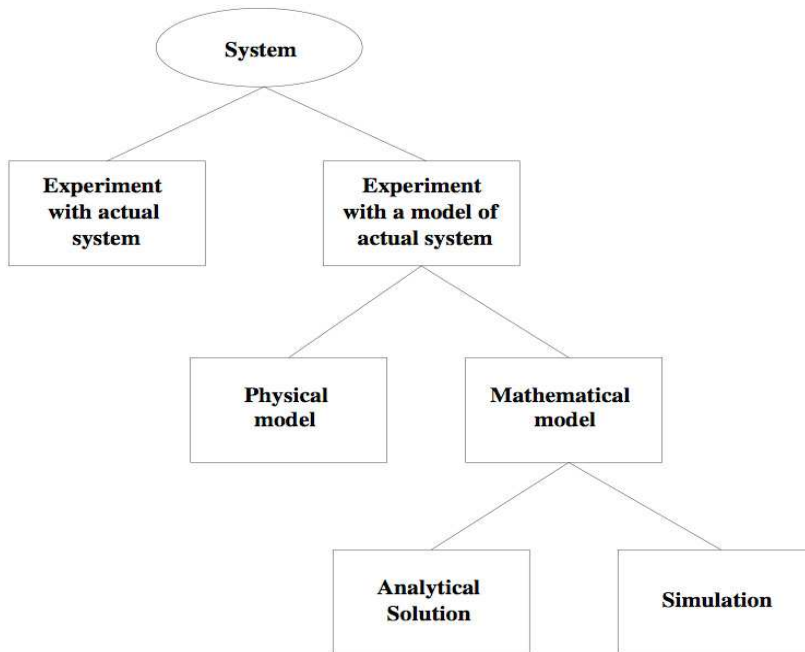 System
Experiment
with actual
system
Experiment
with a model of
actual system
Physical
model
Mathematical
model
Analytical
Solution
Simulation